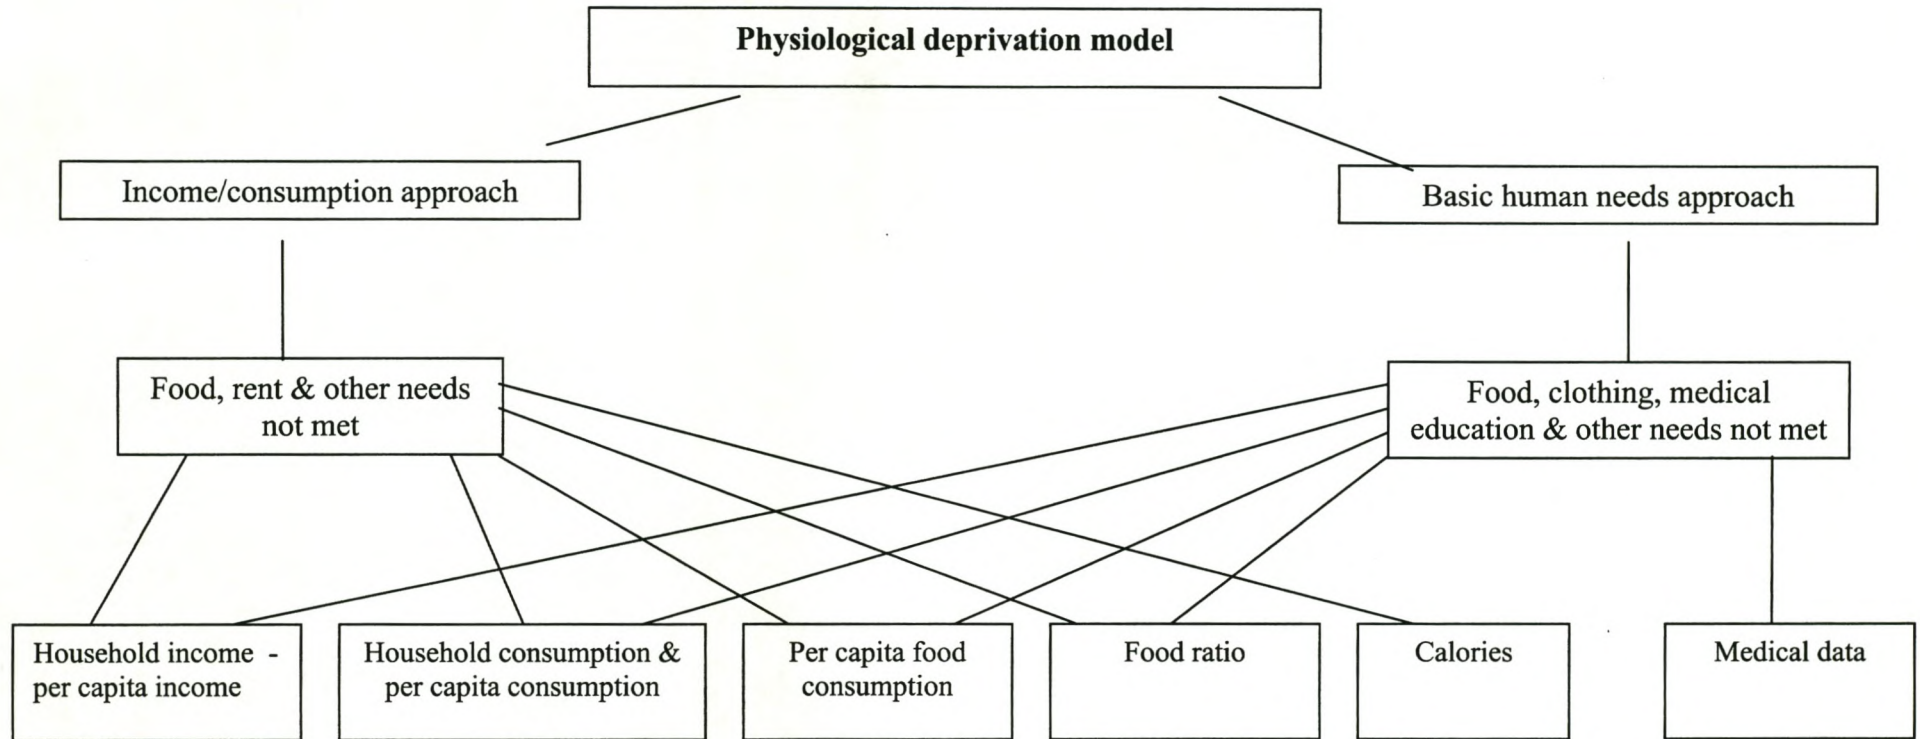 Physiological deprivation model
Income/consumption approach
Basic human needs approach
Food, rent & other needs
not met
Food, clothing, medical
education & other needs not met
Household income -
per capita income
Household consumption &
per capita consumption
Per capita food
consumption
Food ratio
Calories
Medical data